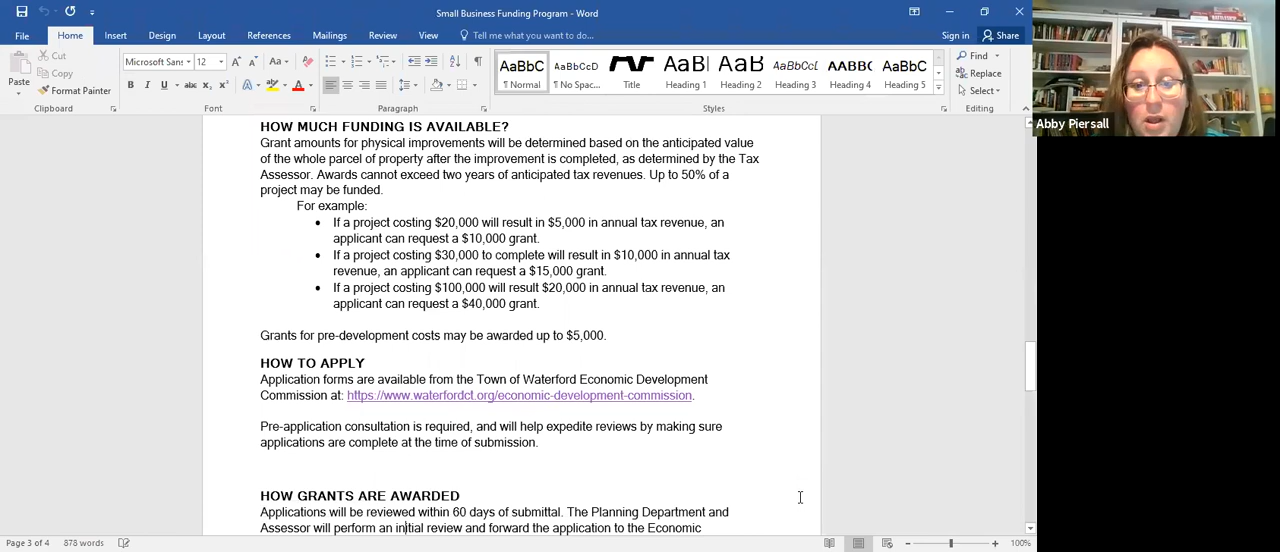 Small Business Funding Program - Word
File Home Insert Design Layout References Mailings Review View Tell me what you want to do... Sign in Share
Cut
Copy
Format Painter
Paste
Microsoft San: 12
AaBbC AaBbCcD AaB AaB AaBbCcL AABBC AaBbC
¶ Normal ¶ No Spac... Title Heading 1 Heading 2 Heading 3 Heading 4 Heading 5
Find
Replace
Select
Clipboard Font Paragraph Styles Editing
Abby Piersall
HOW MUCH FUNDING IS AVAILABLE?
Grant amounts for physical improvements will be determined based on the anticipated value
of the whole parcel of property after the improvement is completed, as determined by the Tax
Assessor. Awards cannot exceed two years of anticipated tax revenues. Up to 50% of a
project may be funded.
For example:
• If a project costing $20,000 will result in $5,000 in annual tax revenue, an
applicant can request a $10,000 grant.
• If a project costing $30,000 to complete will result in $10,000 in annual tax
revenue, an applicant can request a $15,000 grant.
• If a project costing $100,000 will result $20,000 in annual tax revenue, an
applicant can request a $40,000 grant.
Grants for pre-development costs may be awarded up to $5,000.
HOW TO APPLY
Application forms are available from the Town of Waterford Economic Development
Commission at: https://www.waterfordct.org/economic-development-commission.
Pre-application consultation is required, and will help expedite reviews by making sure
applications are complete at the time of submission.
HOW GRANTS ARE AWARDED
Applications will be reviewed within 60 days of submittal. The Planning Department and
Assessor will perform an initial review and forward the application to the Economic
Page 3 of 4 878 words 100%